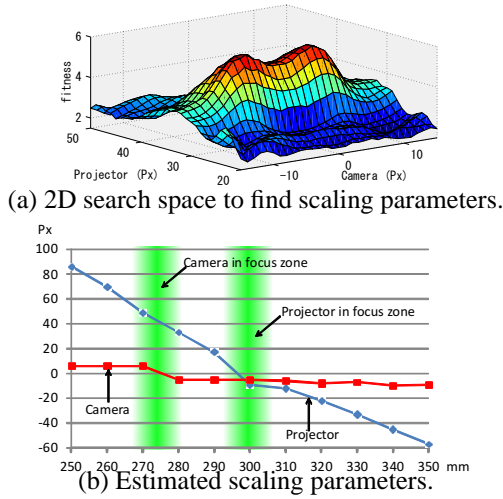 6
4
2
fitness
50
40
30
20
Projector (Px)
-10
0
10
Camera (Px)
(a) 2D search space to find scaling parameters.
Px
100
80
60
40
20
0
-20
-40
-60
Camera in focus zone
Projector in focus zone
Camera
Projector
250 260 270 280 290 300 310 320 330 340 350 mm
(b) Estimated scaling parameters.